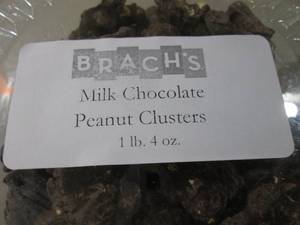 BRACH'S
Milk Chocolate
Peanut Clusters
1 lb. 4 oz.